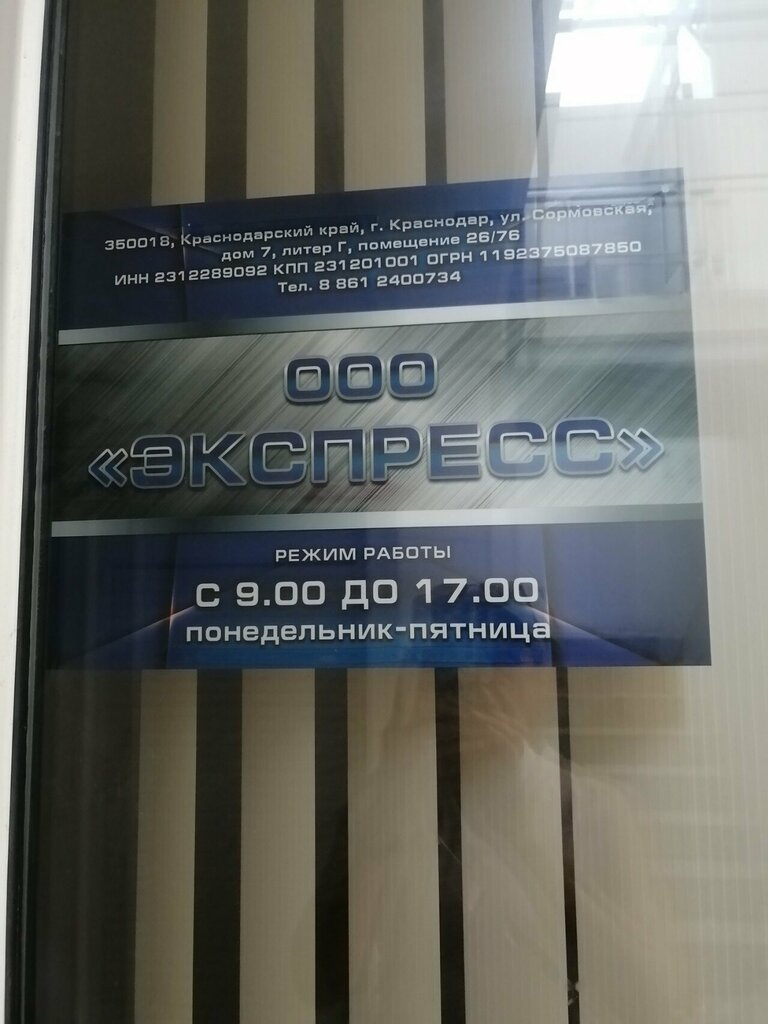 350018, Краснодарский край, г. Краснодар, ул. Сормовская,
дом 7, литер Г, помещение 26/76
ИНН 2312289092 КПП 231201001 ОГРН 1192375087850
Тел. 8 861 2400734
ООО
«ЭКСПРЕСС»
РЕЖИМ РАБОТЫ
С 9.00 ДО 17.00
понедельник-пятница